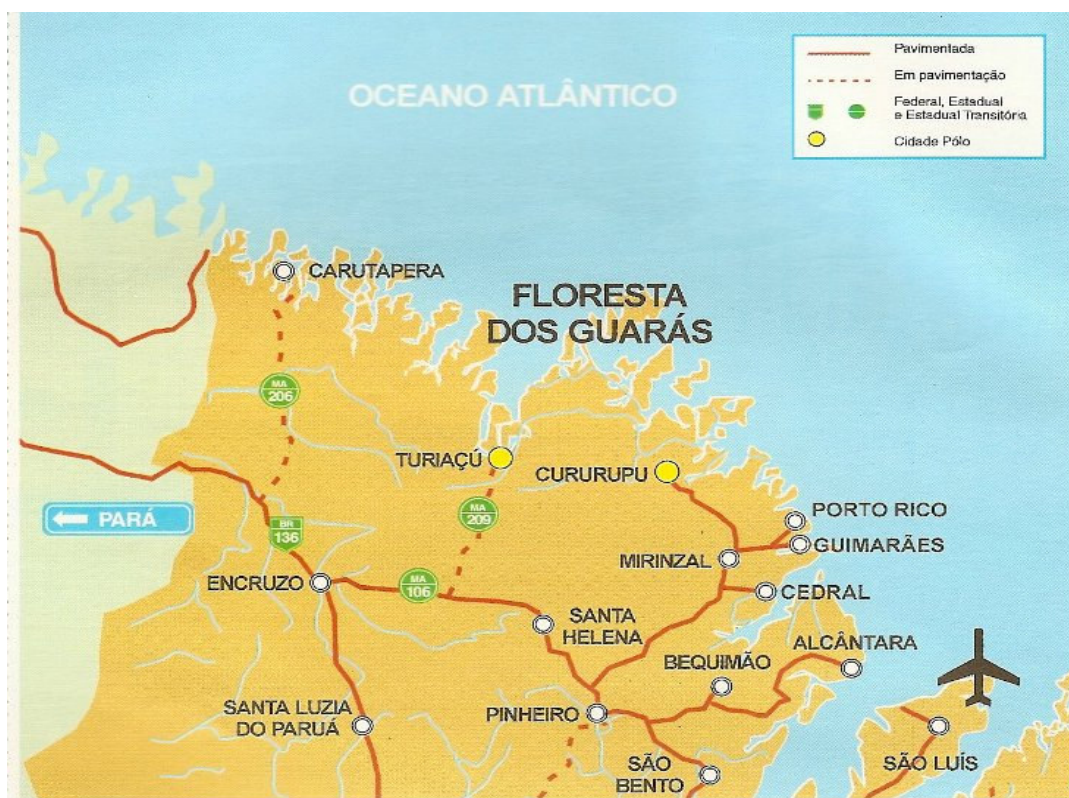 Pavimentada
Em pavimentação
Federal, Estadual
e Estadual Transitória
Cidade Pólo
OCEANO ATLÂNTICO
CARUTAPERA
FLORESTA
DOS GUARÁS
MA
206
TURIAÇÚ
CURURUPU
MA
209
PORTO RICO
PARÁ
BR
136
GUIMARÃES
MIRINZAL
ENCRUZO
MA
106
CEDRAL
SANTA
HELENA
ALCÂNTARA
BEQUIMÃO
SANTA LUZIA
DO PARUÁ
PINHEIRO
SÃO
BENTO
SÃO LUÍS